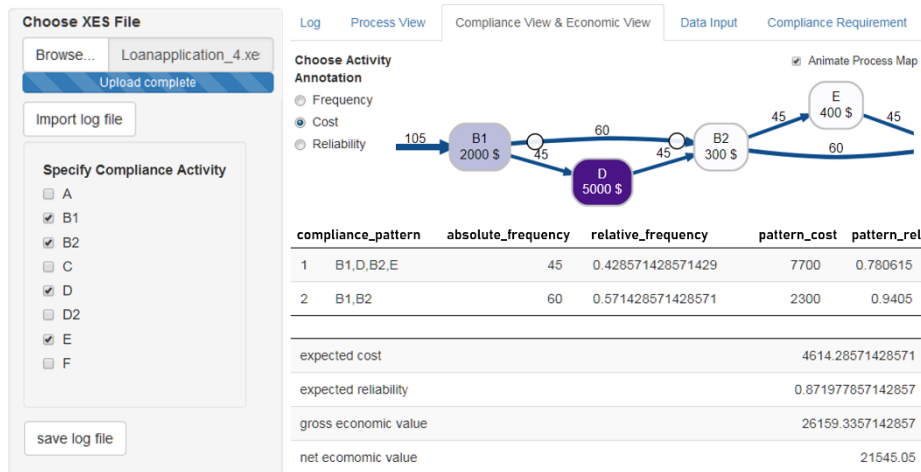 Choose XES File
Browse... Loanapplication_4.xe
Upload complete
Import log file
Specify Compliance Activity
A
B1
B2
C
D
D2
E
F
save log file
Log Process View Compliance View & Economic View Data Input Compliance Requirement
Choose Activity
Annotation
Animate Process Map
Frequency
Cost
Reliability
105
B1
2000 $
60
45
D
5000 $
45
B2
300 $
45
E
400 $
45
60
compliance_pattern absolute_frequency relative_frequency pattern_cost pattern_rel
1 B1,D,B2,E 45 0.428571428571429 7700 0.780615
2 B1,B2 60 0.571428571428571 2300 0.9405
expected cost 4614.28571428571
expected reliability 0.871977857142857
gross economic value 26159.3357142857
net ecomomic value 21545.05